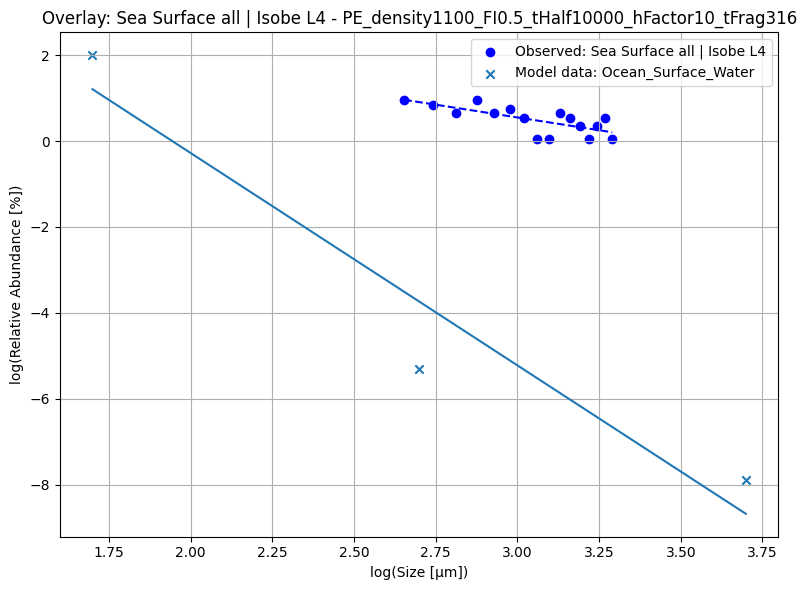 Overlay: Sea Surface all | Isobe L4 - PE_density1100_FI0.5_tHalf10000_hFactor10_tFrag316
Observed: Sea Surface all | Isobe L4
Model data: Ocean_Surface_Water
log(Relative Abundance [%])
2
0
−2
−4
−6
−8
1.75 2.00 2.25 2.50 2.75 3.00 3.25 3.50 3.75
log(Size [µm])